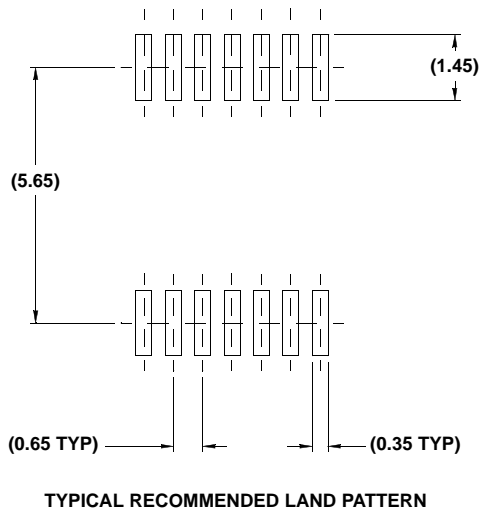 (1.45)
(5.65)
(0.65 TYP)
(0.35 TYP)
TYPICAL RECOMMENDED LAND PATTERN